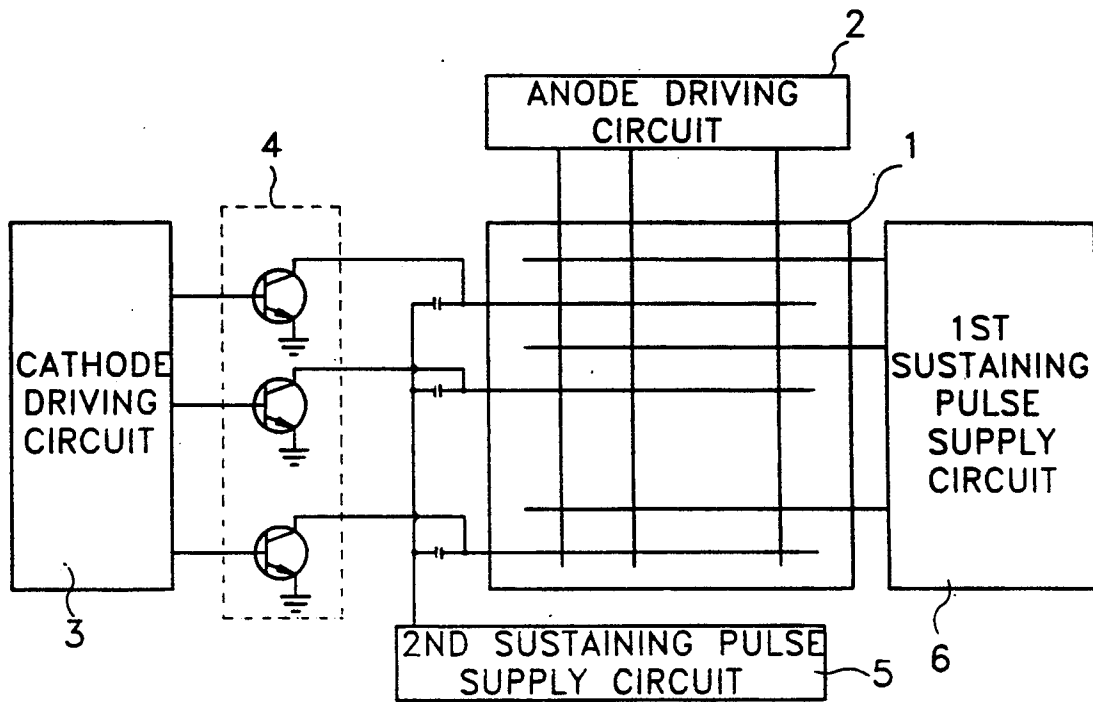 2
ANODE DRIVING
CIRCUIT
1
4
CATHODE
DRIVING
CIRCUIT
3
1ST
SUSTAINING
PULSE
SUPPLY
CIRCUIT
6
2ND SUSTAINING PULSE
SUPPLY CIRCUIT
5